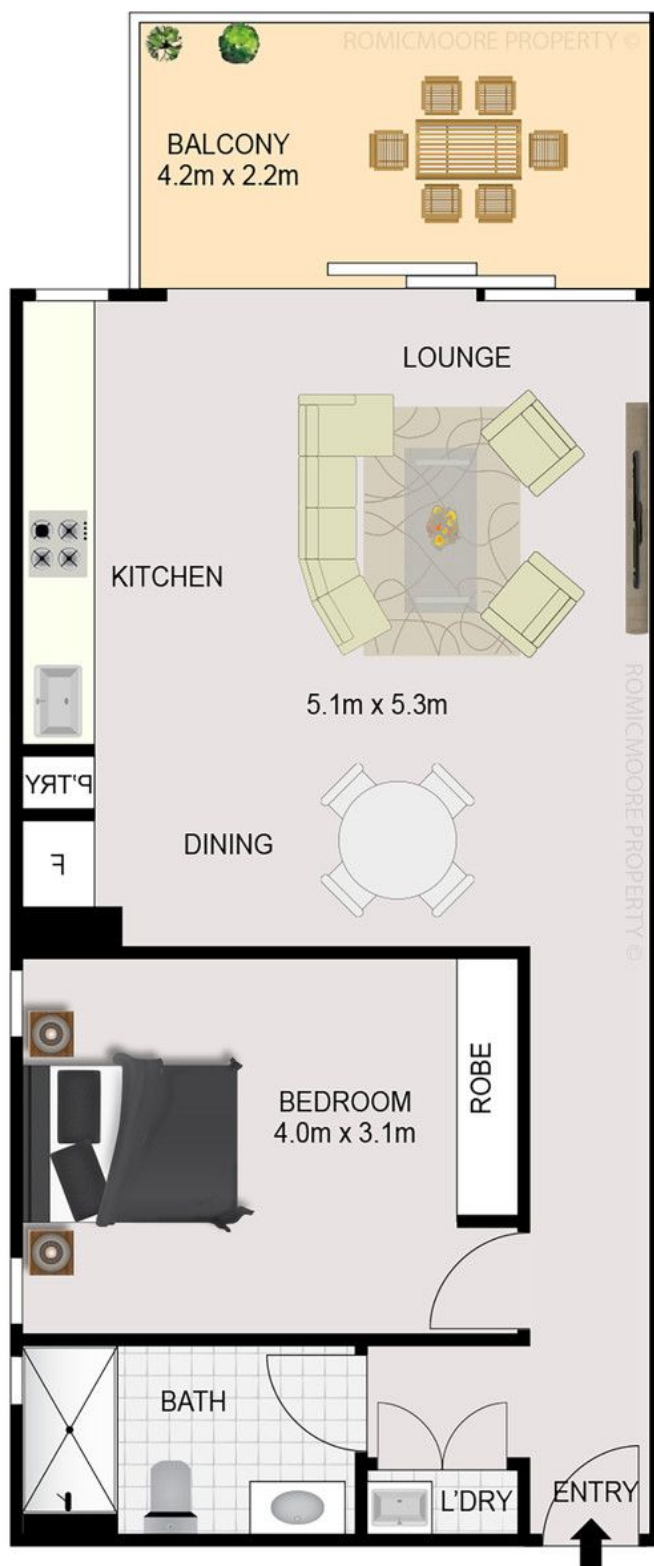 ROMICMOORE PROPERTY ©
BALCONY
4.2m x 2.2m
LOUNGE
KITCHEN
5.1m x 5.3m
ROMICMOORE PROPERTY ©
P'TRY
DINING
F
BEDROOM
4.0m x 3.1m
ROBE
BATH
L'DRY
ENTRY